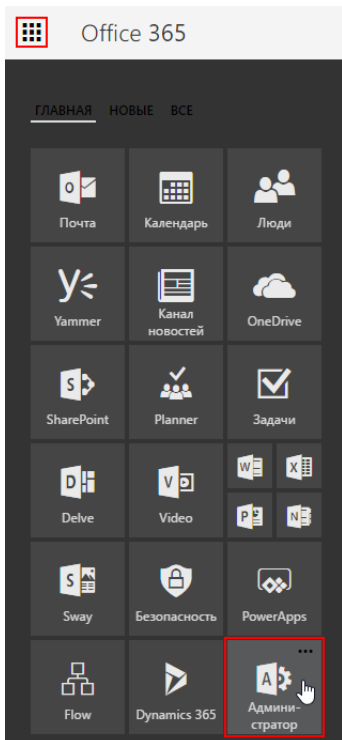 Office 365
ГЛАВНАЯ НОВЫЕ ВСЕ
Почта Календарь Люди
Yammer Канал новостей OneDrive
SharePoint Planner Задачи
W X
Delve Video P N
Sway Безопасность PowerApps
Flow Dynamics 365 Админи-
стратор